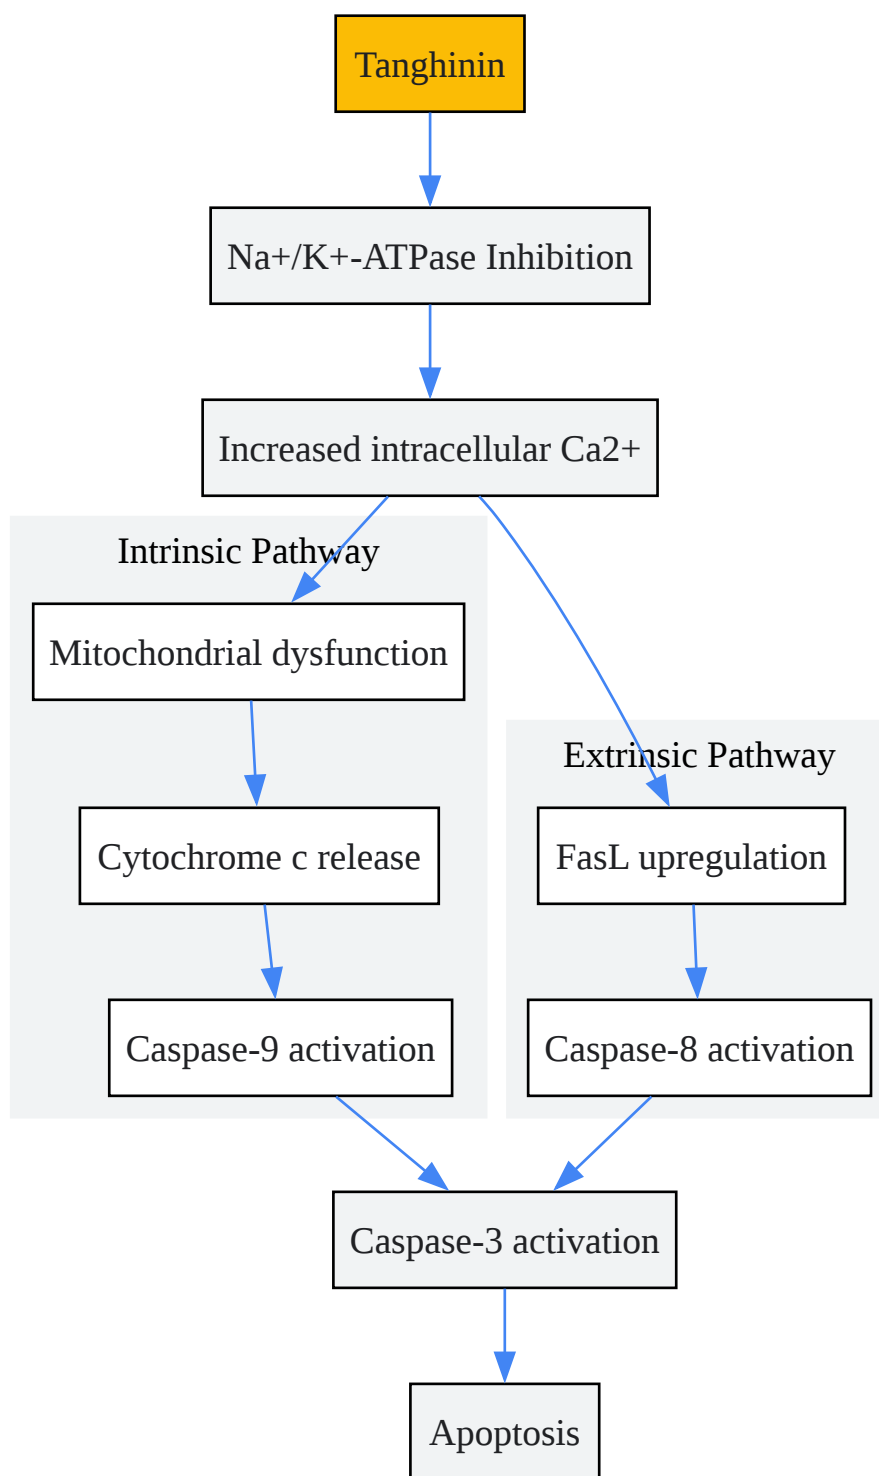 Tanghinin
Na+/K+-ATPase Inhibition
Increased intracellular Ca2+
Intrinsic Pathway
Mitochondrial dysfunction
Cytochrome c release
Caspase-9 activation
Extrinsic Pathway
FasL upregulation
Caspase-8 activation
Caspase-3 activation
Apoptosis